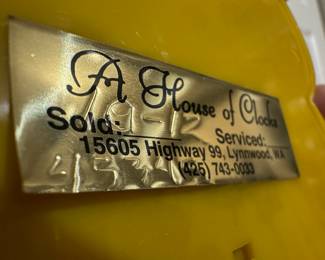 A House of Clocks
Sold:
Serviced:
15605 Highway 99, Lynnwood, WA
(425) 743-0033